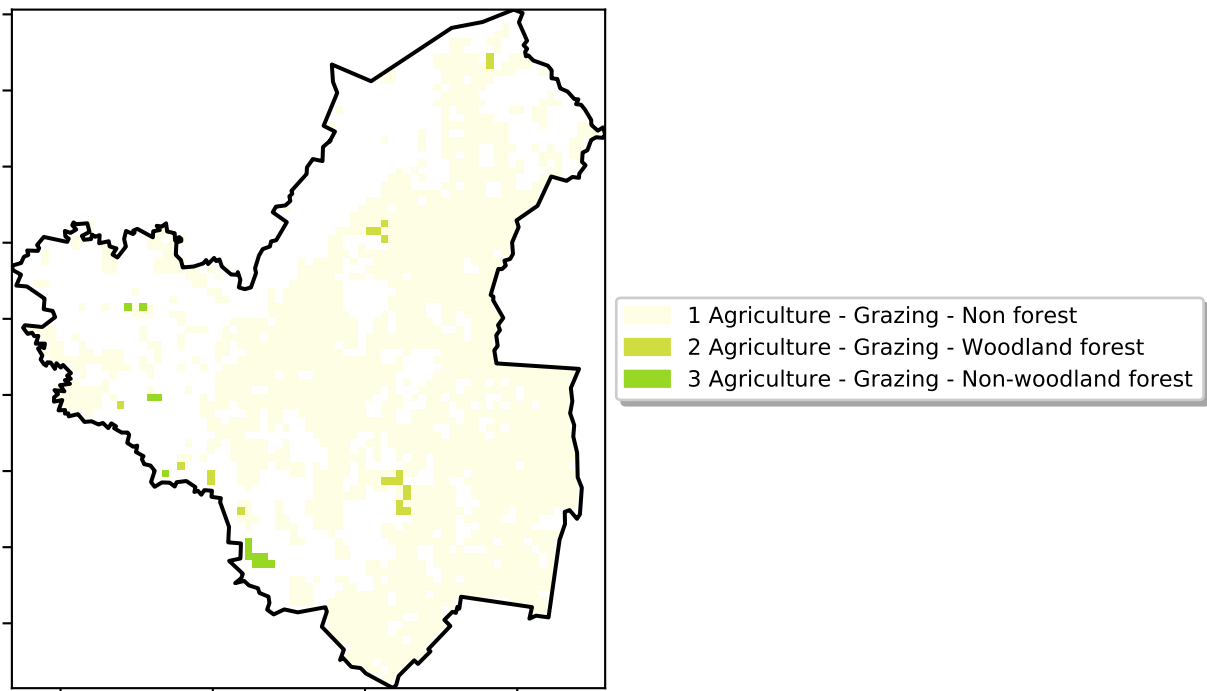 1 Agriculture - Grazing - Non forest
2 Agriculture - Grazing - Woodland forest
3 Agriculture - Grazing - Non-woodland forest